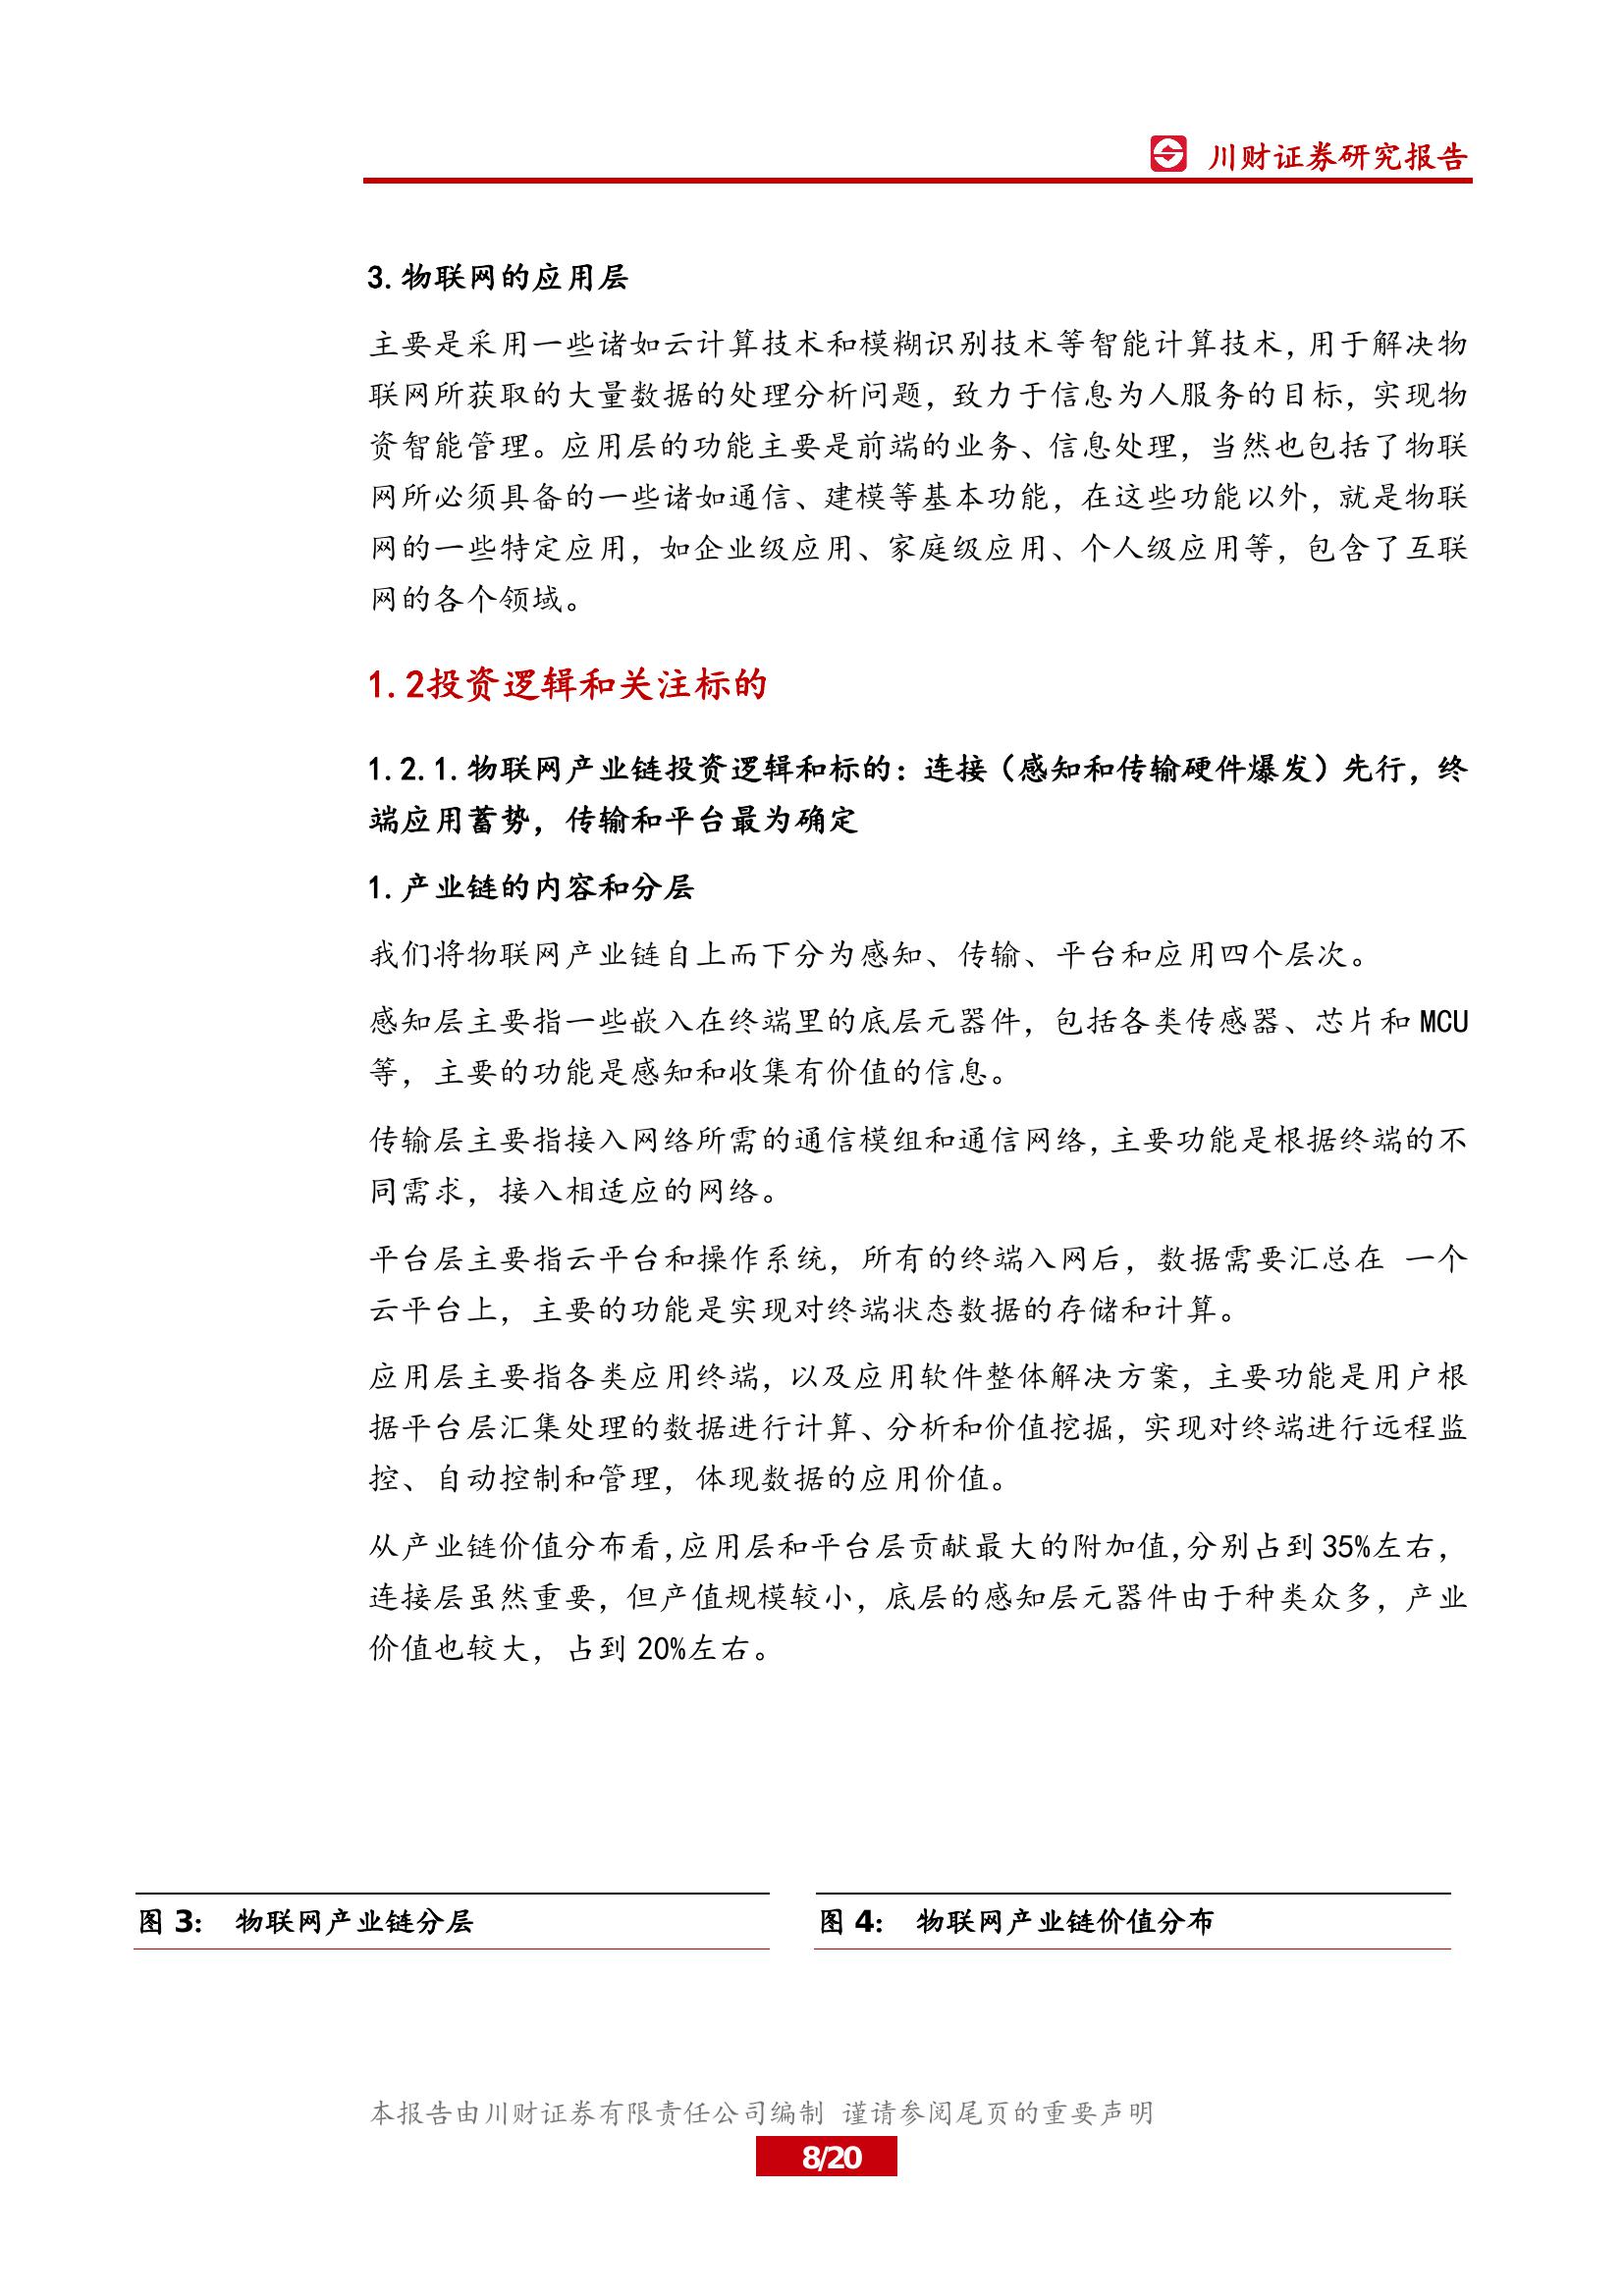 川财证券研究报告
3.物联网的应用层
主要是采用一些诸如云计算技术和模糊识别技术等智能计算技术，用于解决物
联网所获取的大量数据的处理分析问题，致力于信息为人服务的目标，实现物
资智能管理。应用层的功能主要是前端的业务、信息处理，当然也包括了物联
网所必须具备的一些诸如通信、建模等基本功能，在这些功能以外，就是物联
网的一些特定应用，如企业级应用、家庭级应用、个人级应用等，包含了互联
网的各个领域。
1.2投资逻辑和关注标的
1.2.1.物联网产业链投资逻辑和标的：连接（感知和传输硬件爆发）先行，终
端应用蓄势，传输和平台最为确定
1.产业链的内容和分层
我们将物联网产业链自上而下分为感知、传输、平台和应用四个层次。
感知层主要指一些嵌入在终端里的底层元器件，包括各类传感器、芯片和 MCU
等，主要的功能是感知和收集有价值的信息。
传输层主要指接入网络所需的通信模组和通信网络，主要功能是根据终端的不
同需求，接入相适应的网络。
平台层主要指云平台和操作系统，所有的终端入网后，数据需要汇总在 一个
云平台上，主要的功能是实现对终端状态数据的存储和计算。
应用层主要指各类应用终端，以及应用软件整体解决方案，主要功能是用户根
据平台层汇集处理的数据进行计算、分析和价值挖掘，实现对终端进行远程监
控、自动控制和管理，体现数据的应用价值。
从产业链价值分布看，应用层和平台层贡献最大的附加值，分别占到 35%左右，
连接层虽然重要，但产值规模较小，底层的感知层元器件由于种类众多，产业
价值也较大，占到 20%左右。
图 3： 物联网产业链分层
图 4： 物联网产业链价值分布
本报告由川财证券有限责任公司编制 谨请参阅尾页的重要声明
8/20